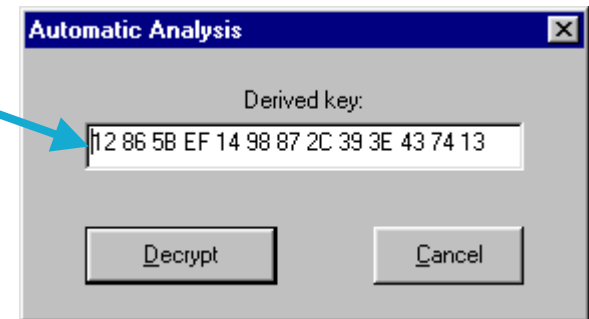 Automatic Analysis
Derived key:
12 86 5B EF 14 98 87 2C 39 3E 43 74 13
Decrypt
Cancel